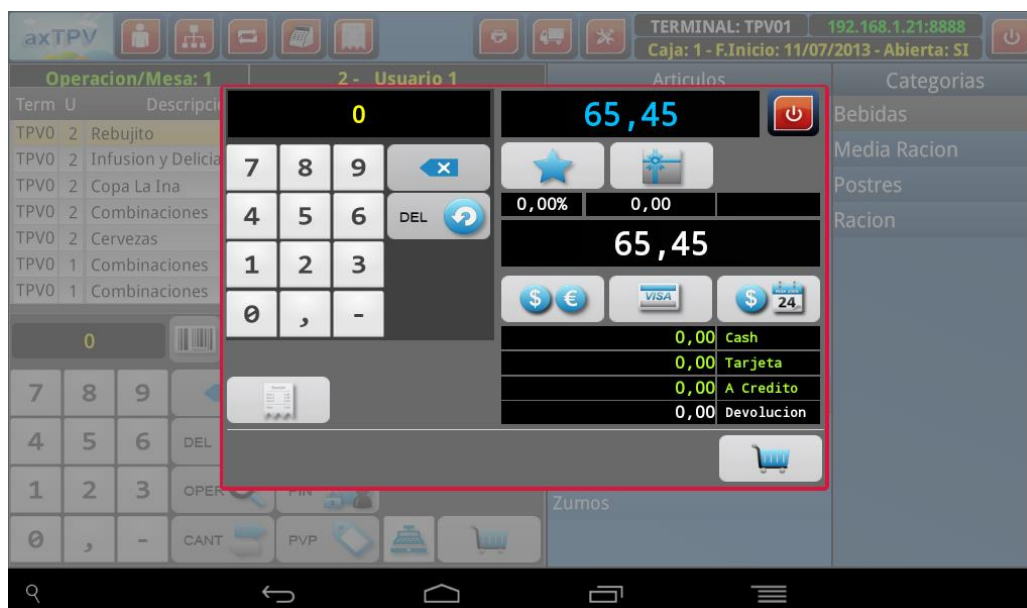 axTPV
TERMINAL: TPV01 192.168.1.21:8888
Caja: 1 - F.Inicio: 11/07/2013 - Abierta: SI
Operacion/Mesa: 1 2 - Usuario 1 Articulos Categorias
Term U Descripci
TPV0 2 Rebujito
TPV0 2 Infusion y Delicia
TPV0 2 Copa La Ina
TPV0 2 Combinaciones
TPV0 2 Cervezas
TPV0 1 Combinaciones
TPV0 1 Combinaciones
0
7 8 9
4 5 6 DEL
1 2 3 OPER PIN
0 , - CANT PVP
0
7 8 9
4 5 6 DEL
1 2 3
0 , -
65,45
0,00% 0,00
65,45
$ € VISA $ 24
0,00 Cash
0,00 Tarjeta
0,00 A Credito
0,00 Devolucion
Zumos
Bebidas
Media Racion
Postres
Racion